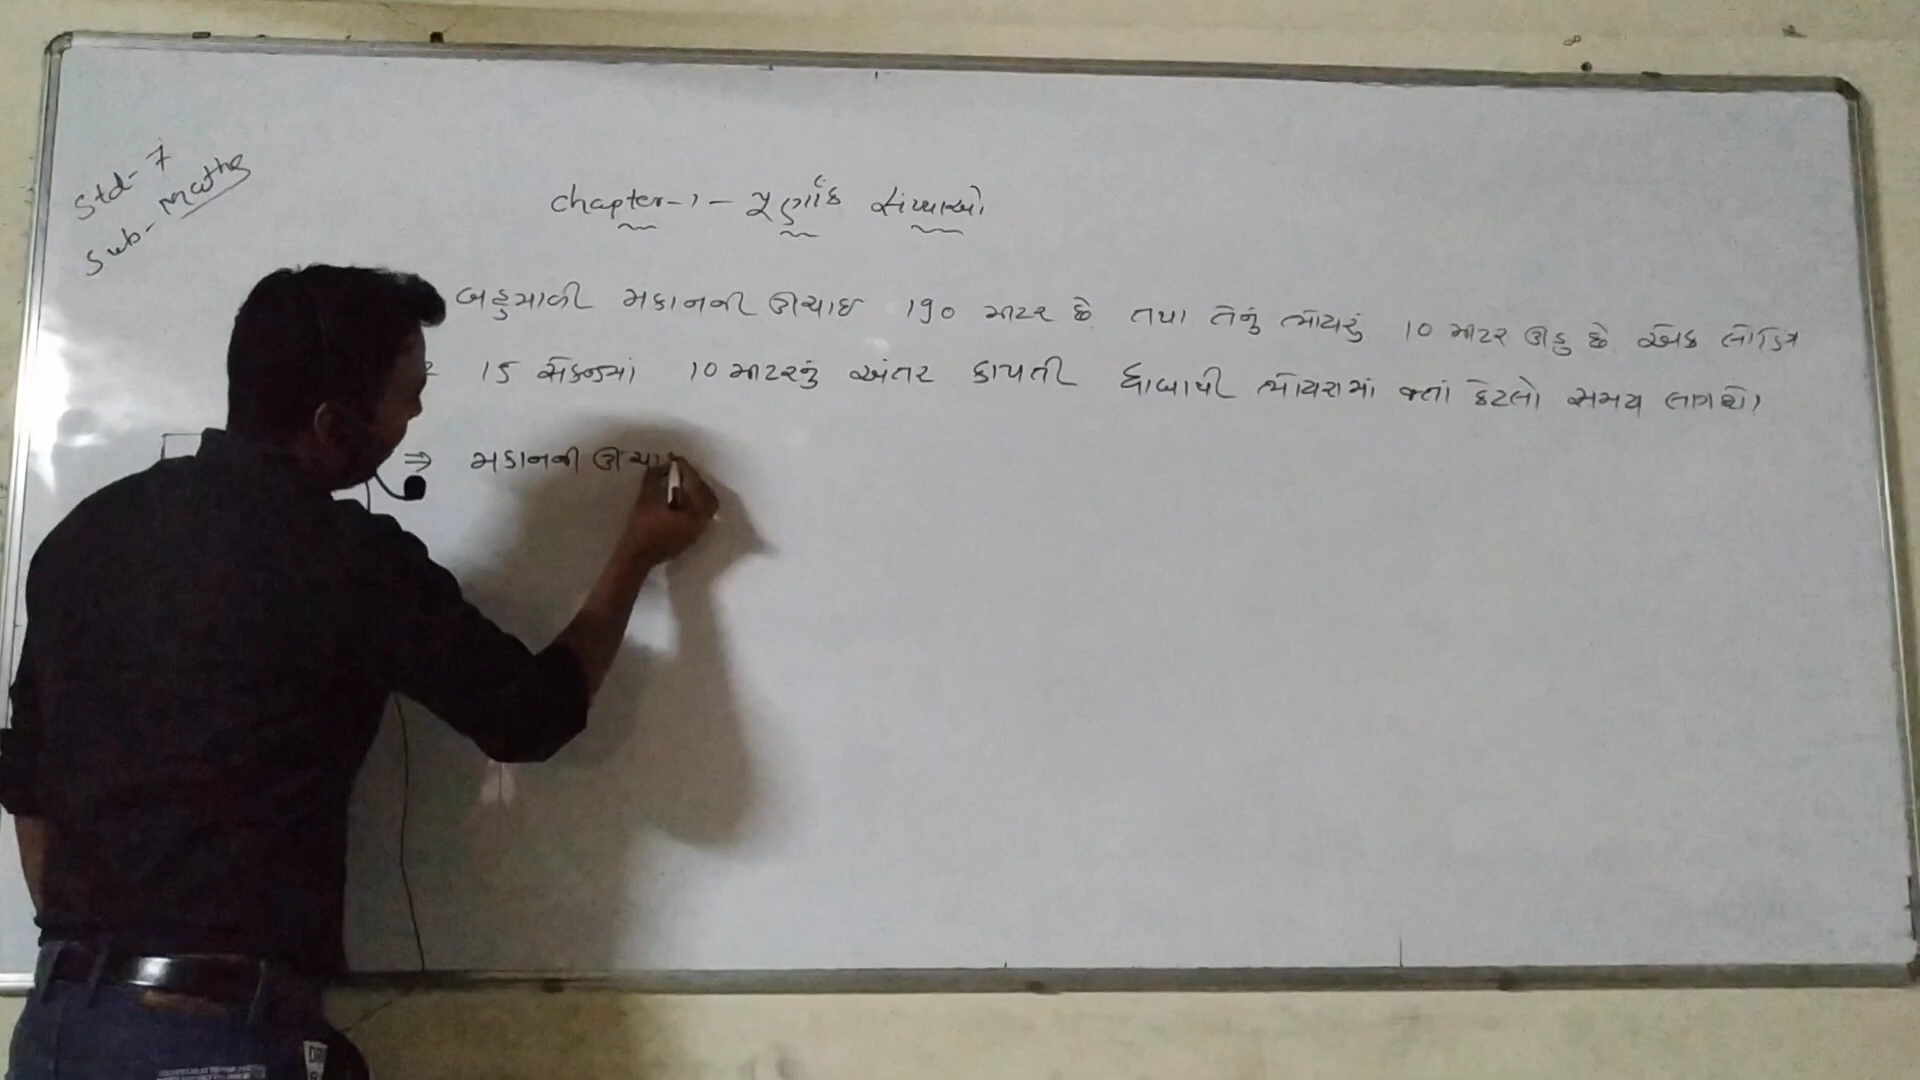 Std- 7
Sub- Maths
chapter-1 - પૂર્ણાંક સંખ્યાઓ
બહુમાળી મકાનની ઊંચાઇ 190 મીટર છે તથા તેનું ભોંયરું 10 મીટર ઊંડુ છે. એક લીફ્ટ
15 સેકન્ડમાં 10 મીટરનું અંતર કાપતી ધાબાથી ભોંયરામાં જતાં કેટલો સમય લાગશે?
⇒ મકાનની ઊંચાઇ